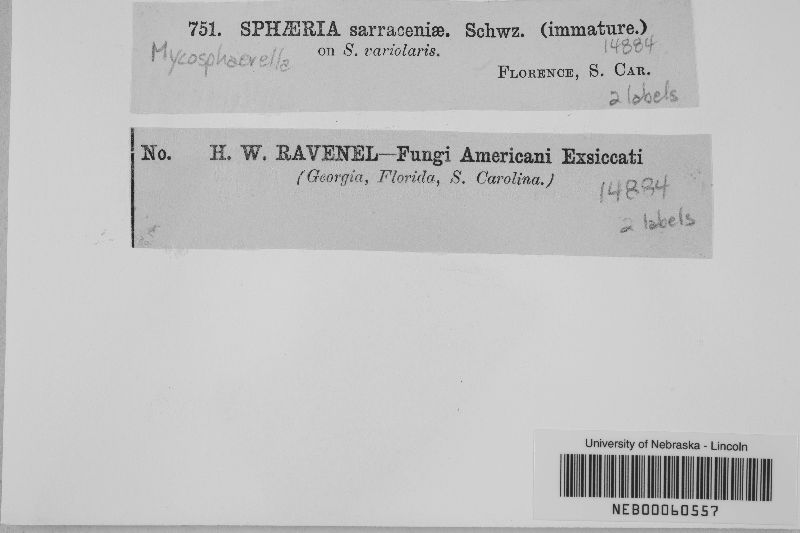 751. SPHÆRIA sarraceniæ. Schwz. (immature.)
Mycosphaerella on S. variolaris. 14884
FLORENCE, S. CAR.
2 labels
No. H. W. RAVENEL—Fungi Americani Exsiccati
(Georgia, Florida, S. Carolina.)
14884
2 labels
University of Nebraska - Lincoln
NEB00060557